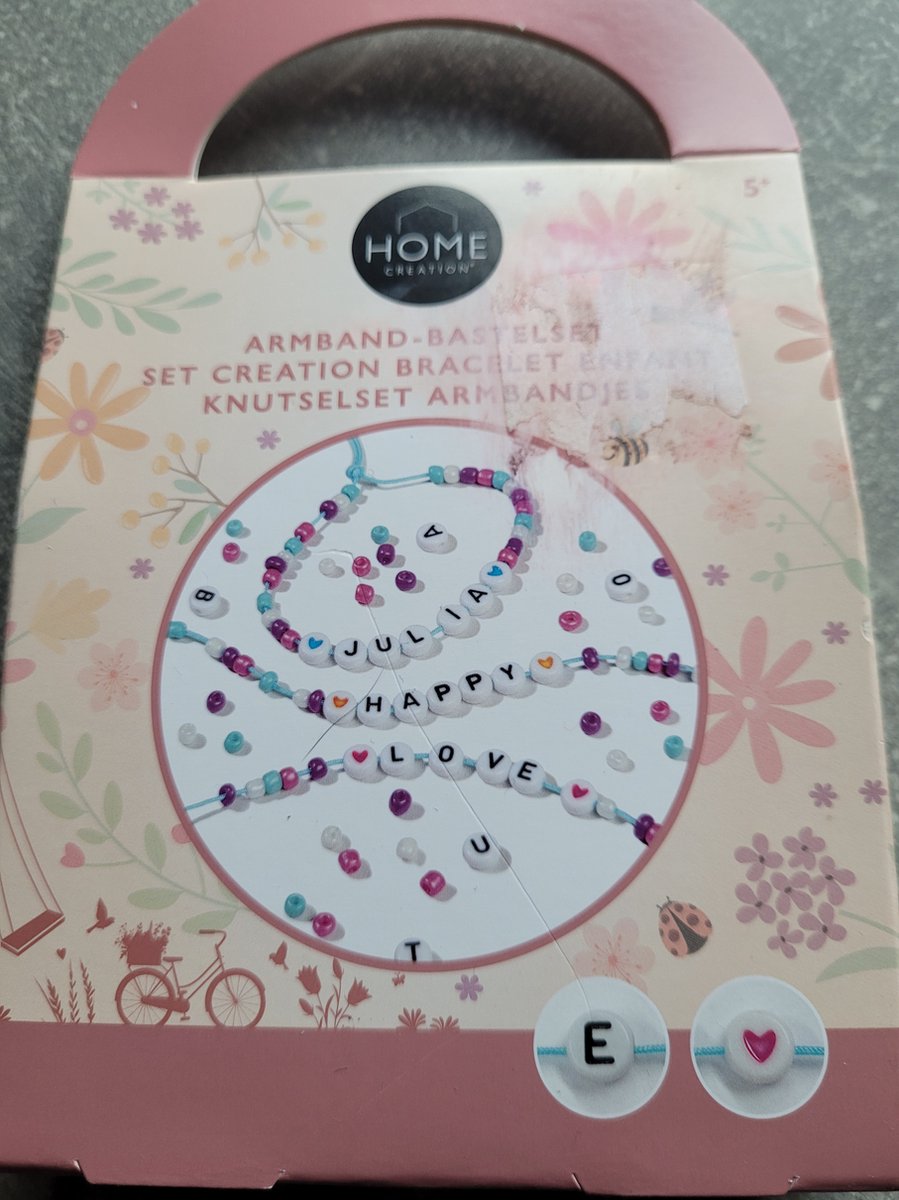 5+
HOME
CREATION
ARMBAND-BASTELSET
SET CREATION BRACELET ENFANT
KNUTSELSET ARMBANDJES
A
B
O
JULIA
HAPPY
LOVE
U
T
E